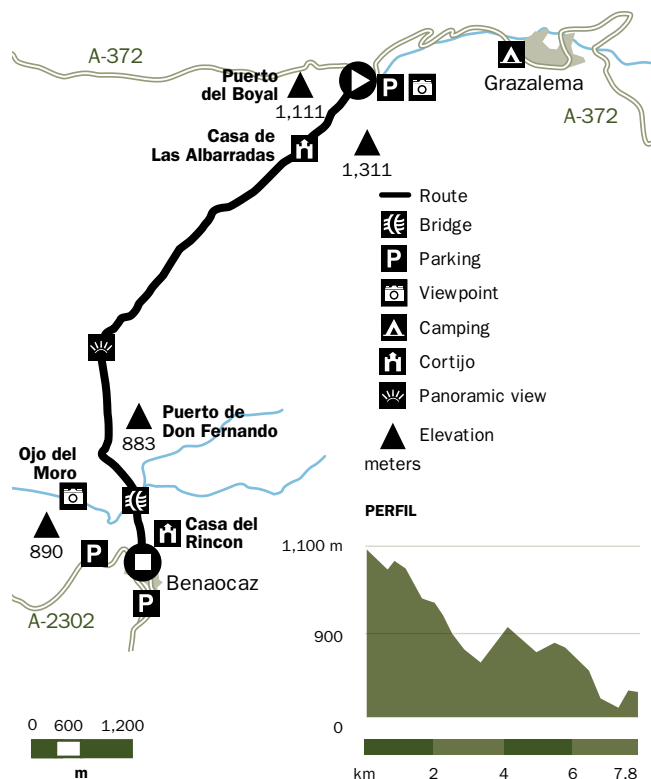 A-372
Puerto
del Boyal
1,111
P
Grazalema
A-372
Casa de
Las Albarradas
1,311
Route
Bridge
P
Parking
Viewpoint
Camping
Cortijo
Panoramic view
Elevation
meters
Puerto de
Don Fernando
883
Ojo del
Moro
890
Casa del
Rincon
P
Benaocaz
P
A-2302
PERFIL
1,100 m
900
0
km
2
4
6
7.8
0 600 1,200
m